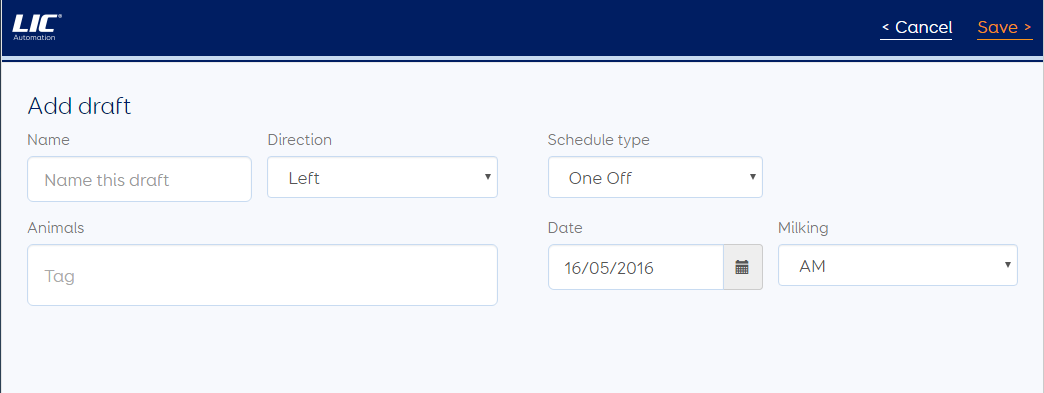 LIC®
Automation
< Cancel
Save >
Add draft
Name
Direction
Schedule type
Name this draft
Left
One Off
Animals
Date
Milking
Tag
16/05/2016
AM